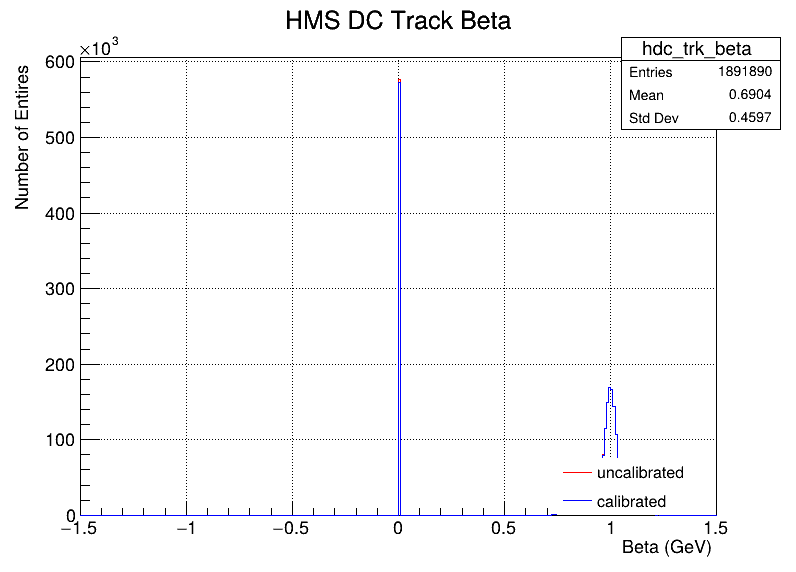 HMS DC Track Beta
×10³
hdc_trk_beta
Entries 1891890
Mean 0.6904
Std Dev 0.4597
Number of Entires
600
500
400
300
200
100
0
uncalibrated
calibrated
−1.5 −1 −0.5 0 0.5 1 1.5
Beta (GeV)